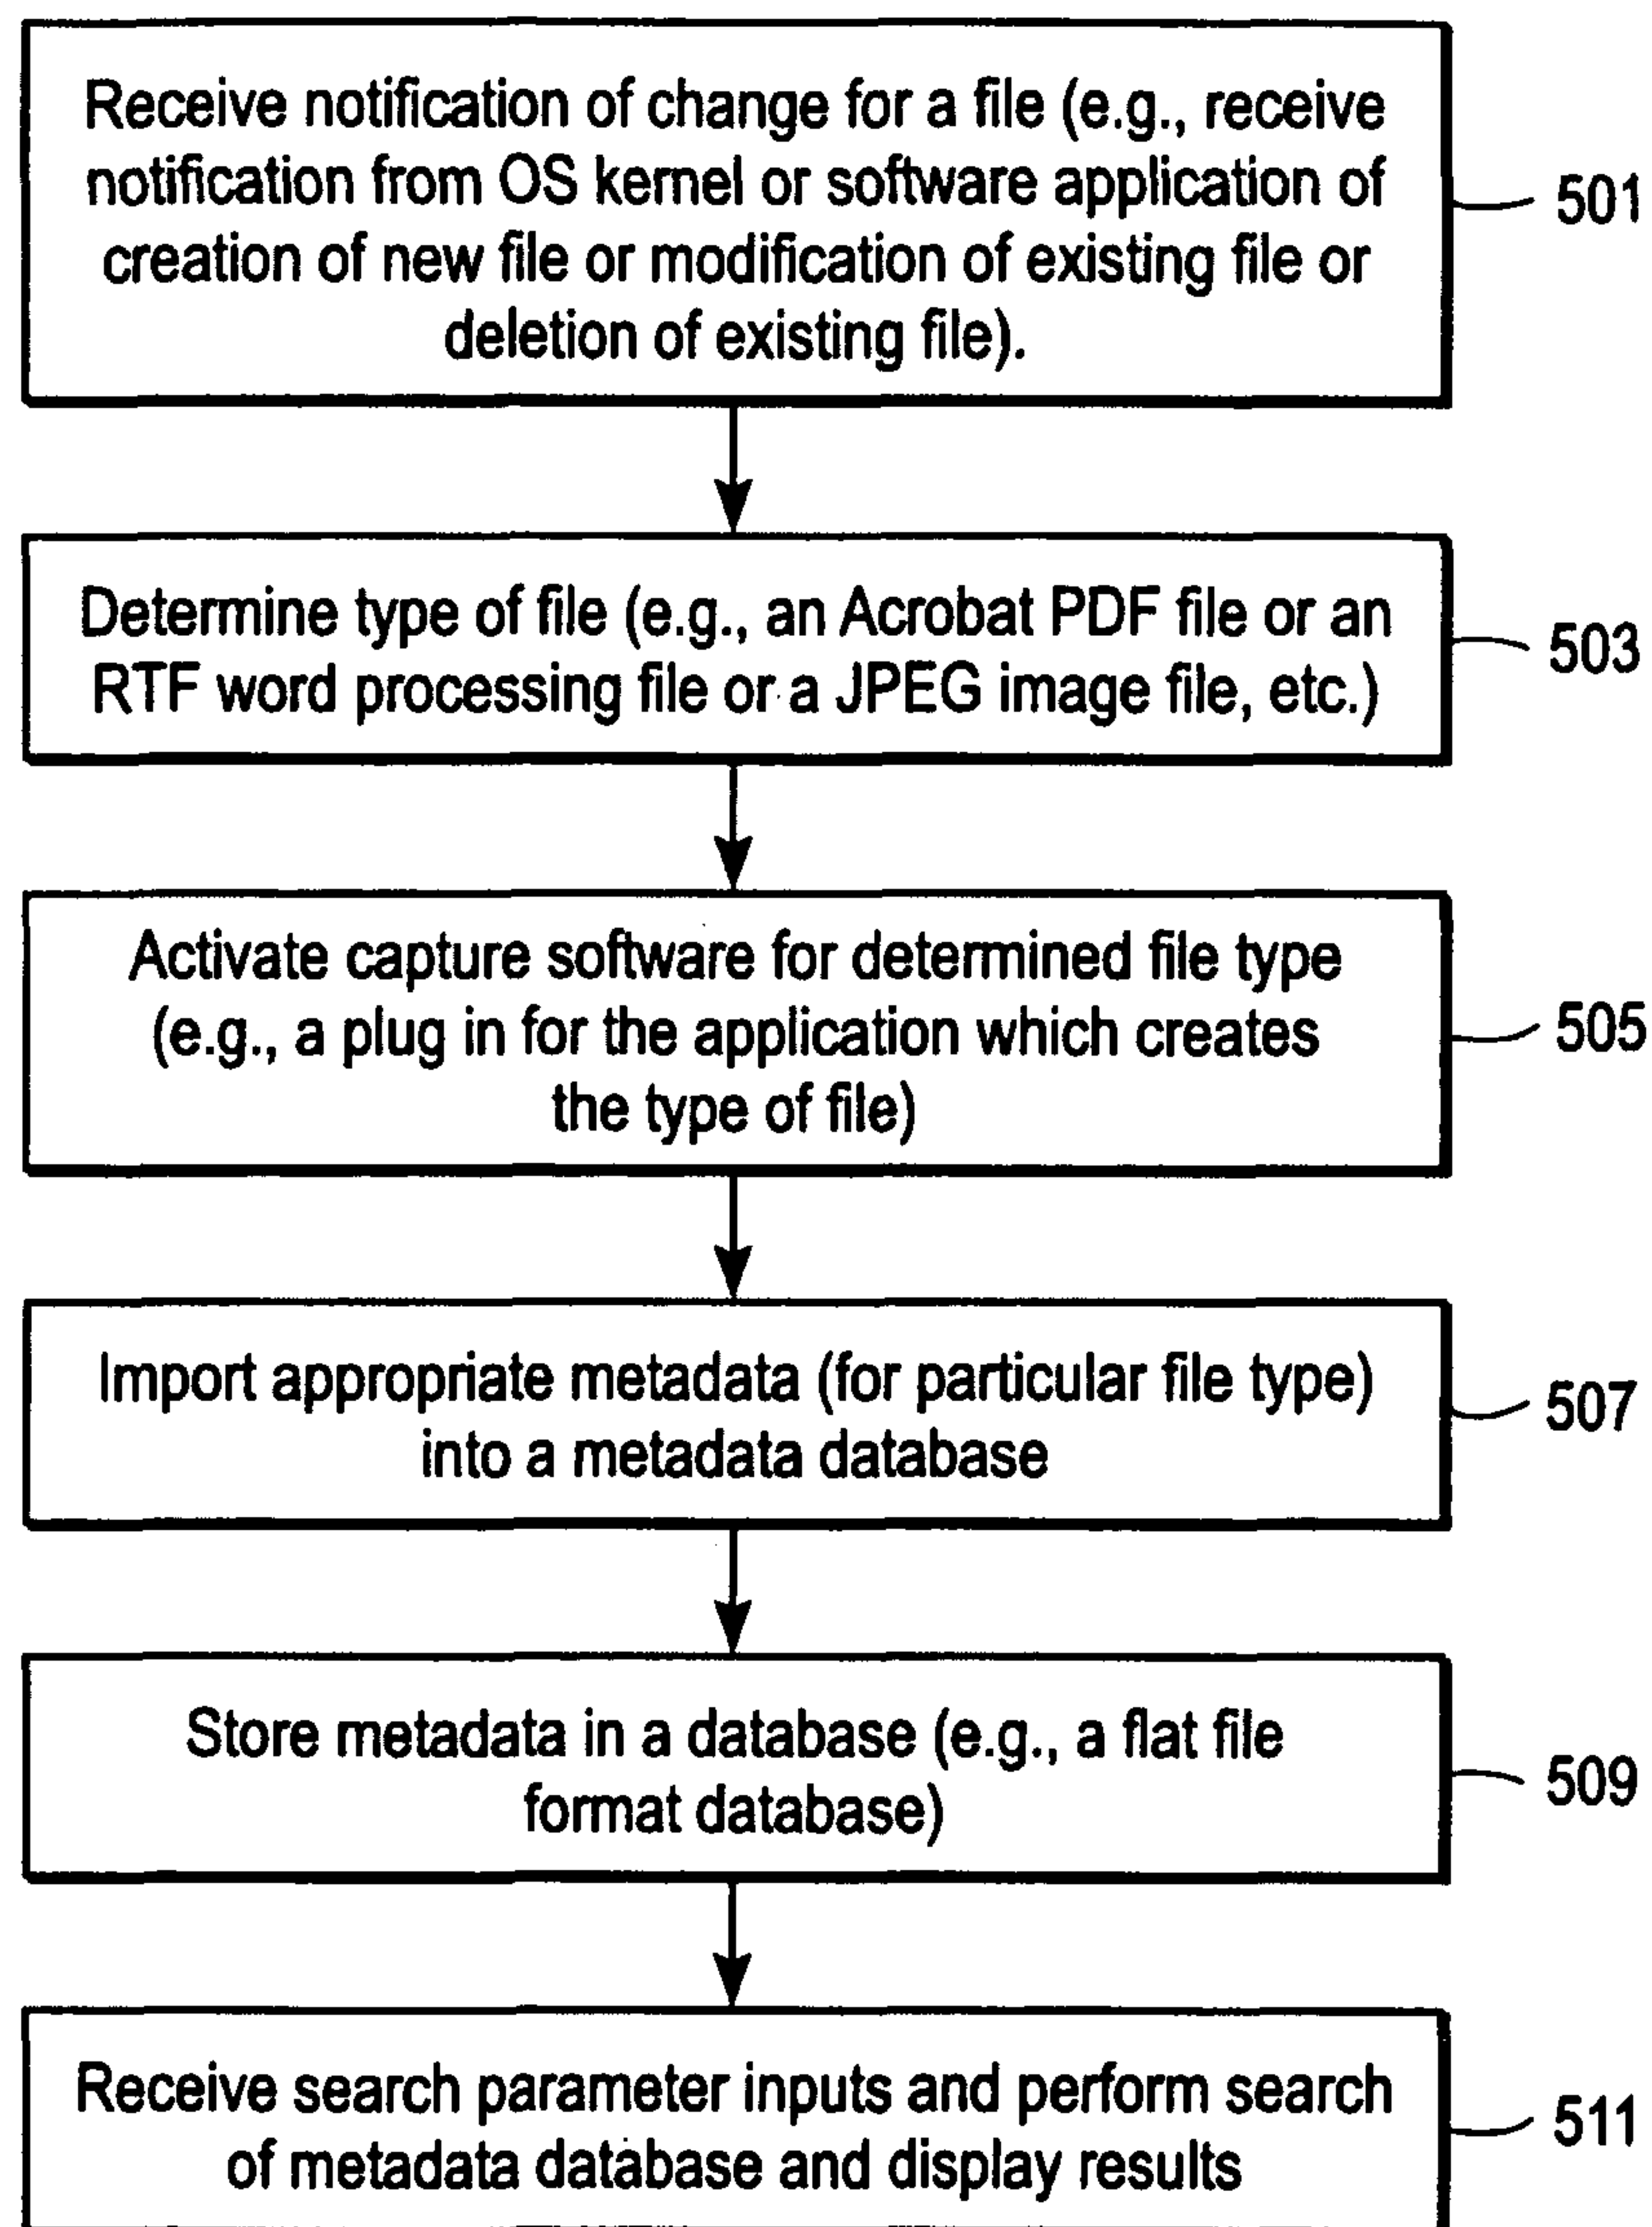 Receive notification of change for a file (e.g., receive
notification from OS kernel or software application of
creation of new file or modification of existing file or
deletion of existing file).
501
Determine type of file (e.g., an Acrobat PDF file or an
RTF word processing file or a JPEG image file, etc.)
503
Activate capture software for determined file type
(e.g., a plug in for the application which creates
the type of file)
505
Import appropriate metadata (for particular file type)
into a metadata database
507
Store metadata in a database (e.g., a flat file
format database)
509
Receive search parameter inputs and perform search
of metadata database and display results
511